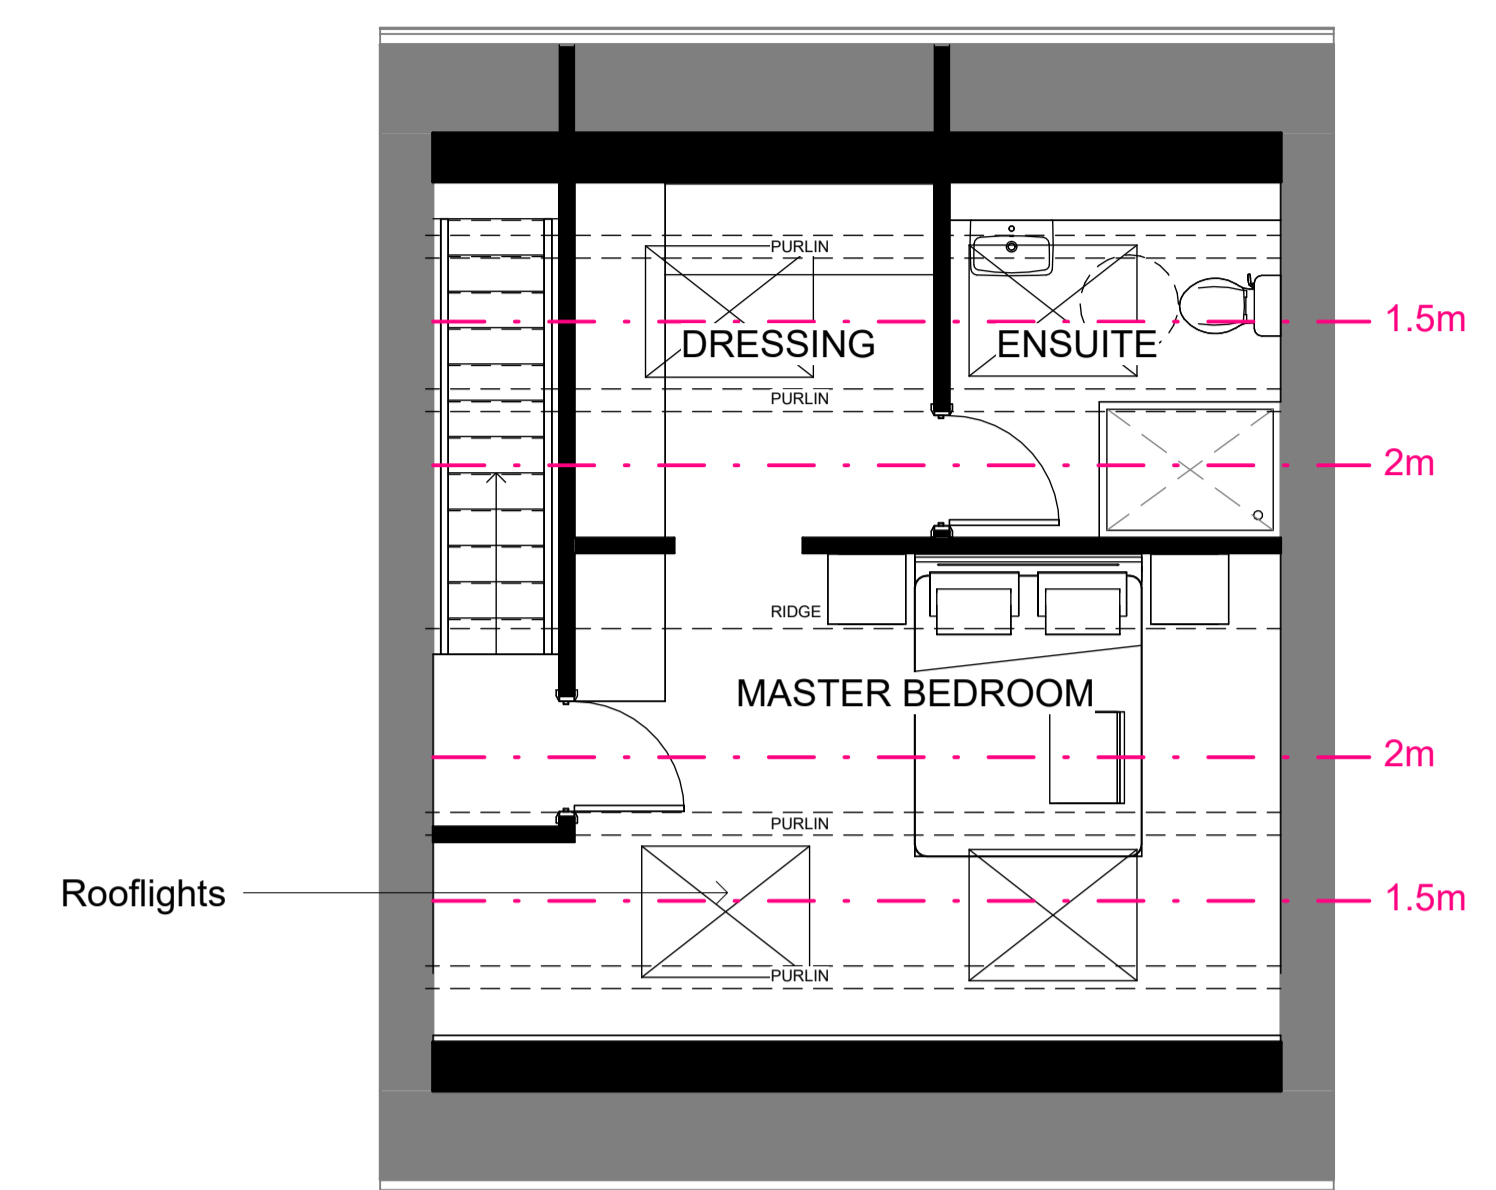 PURLIN
1.5m
DRESSING
ENSUITE
PURLIN
2m
RIDGE
MASTER BEDROOM
2m
PURLIN
Rooflights
1.5m
PURLIN